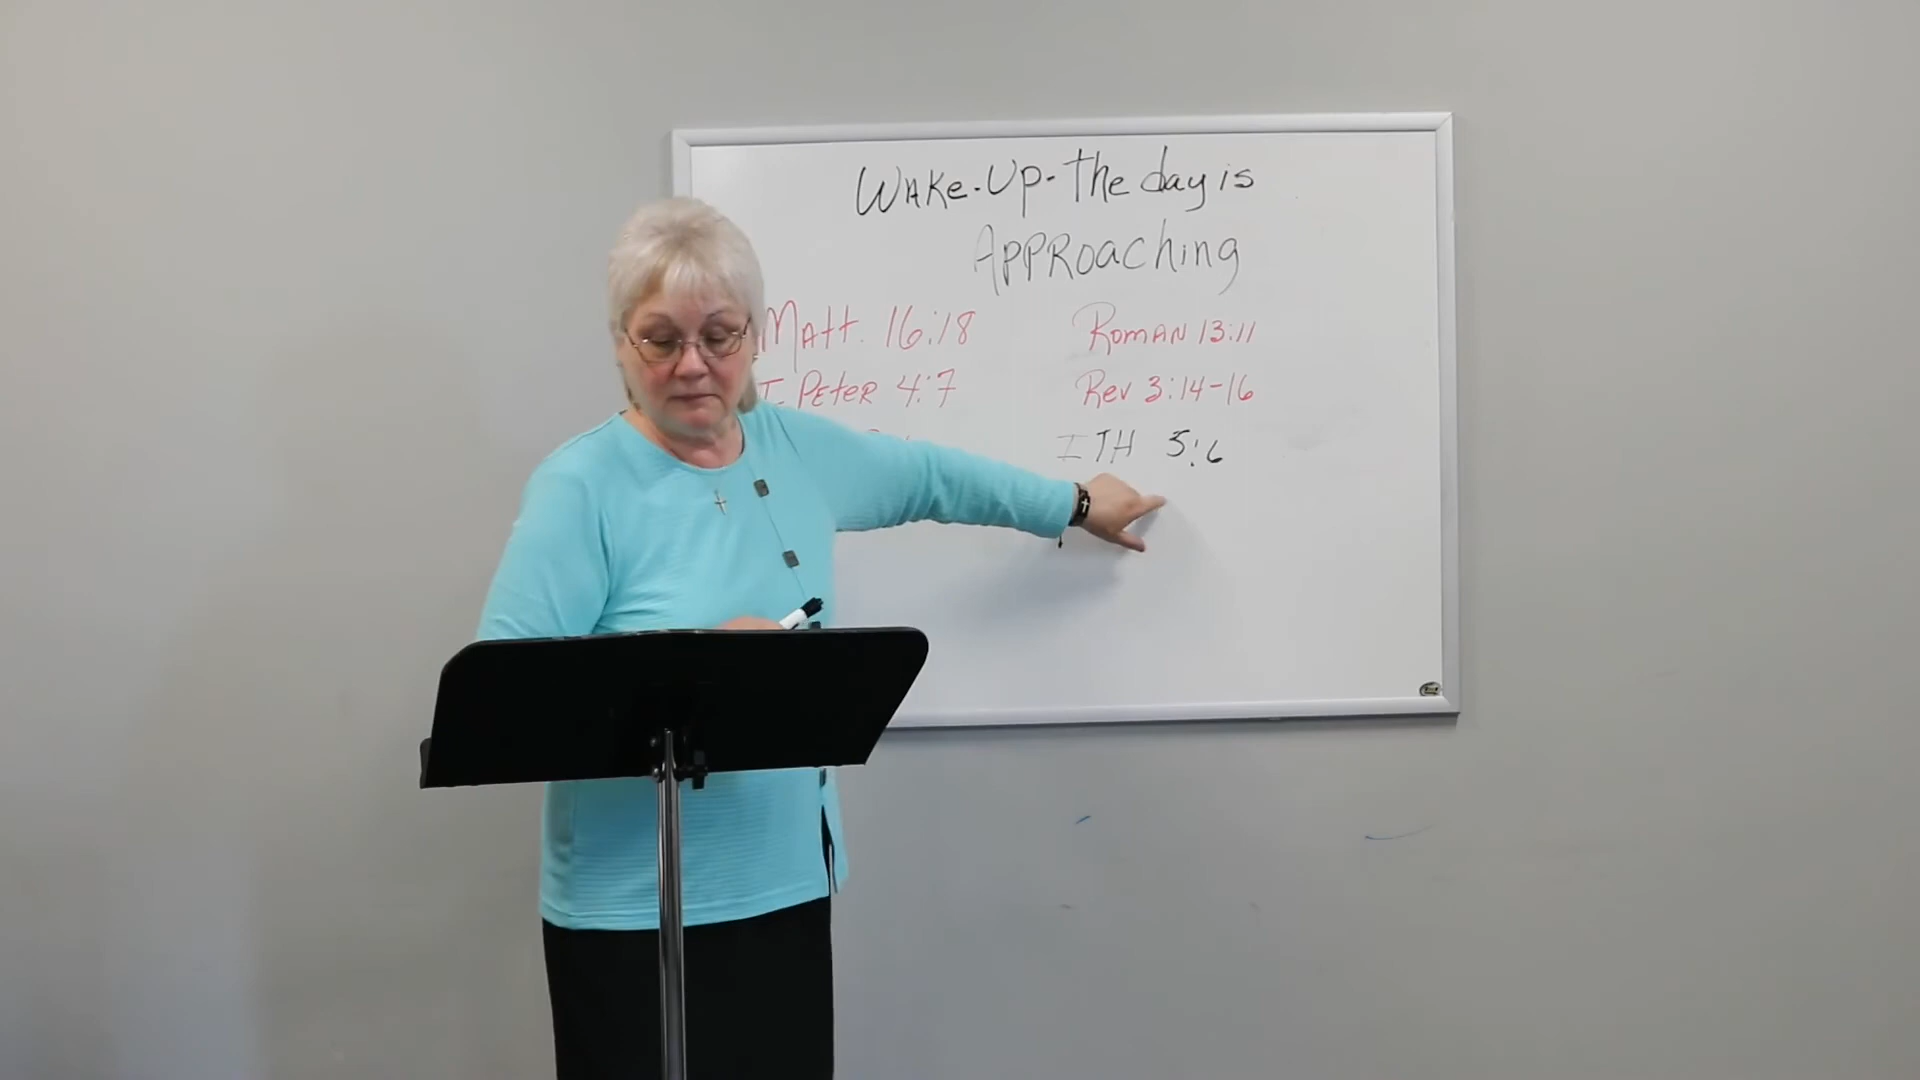 Wake-Up-The day is
Approaching
Matt. 16:18
Roman 13:11
I Peter 4:7
Rev 3:14-16
I TH 5:6